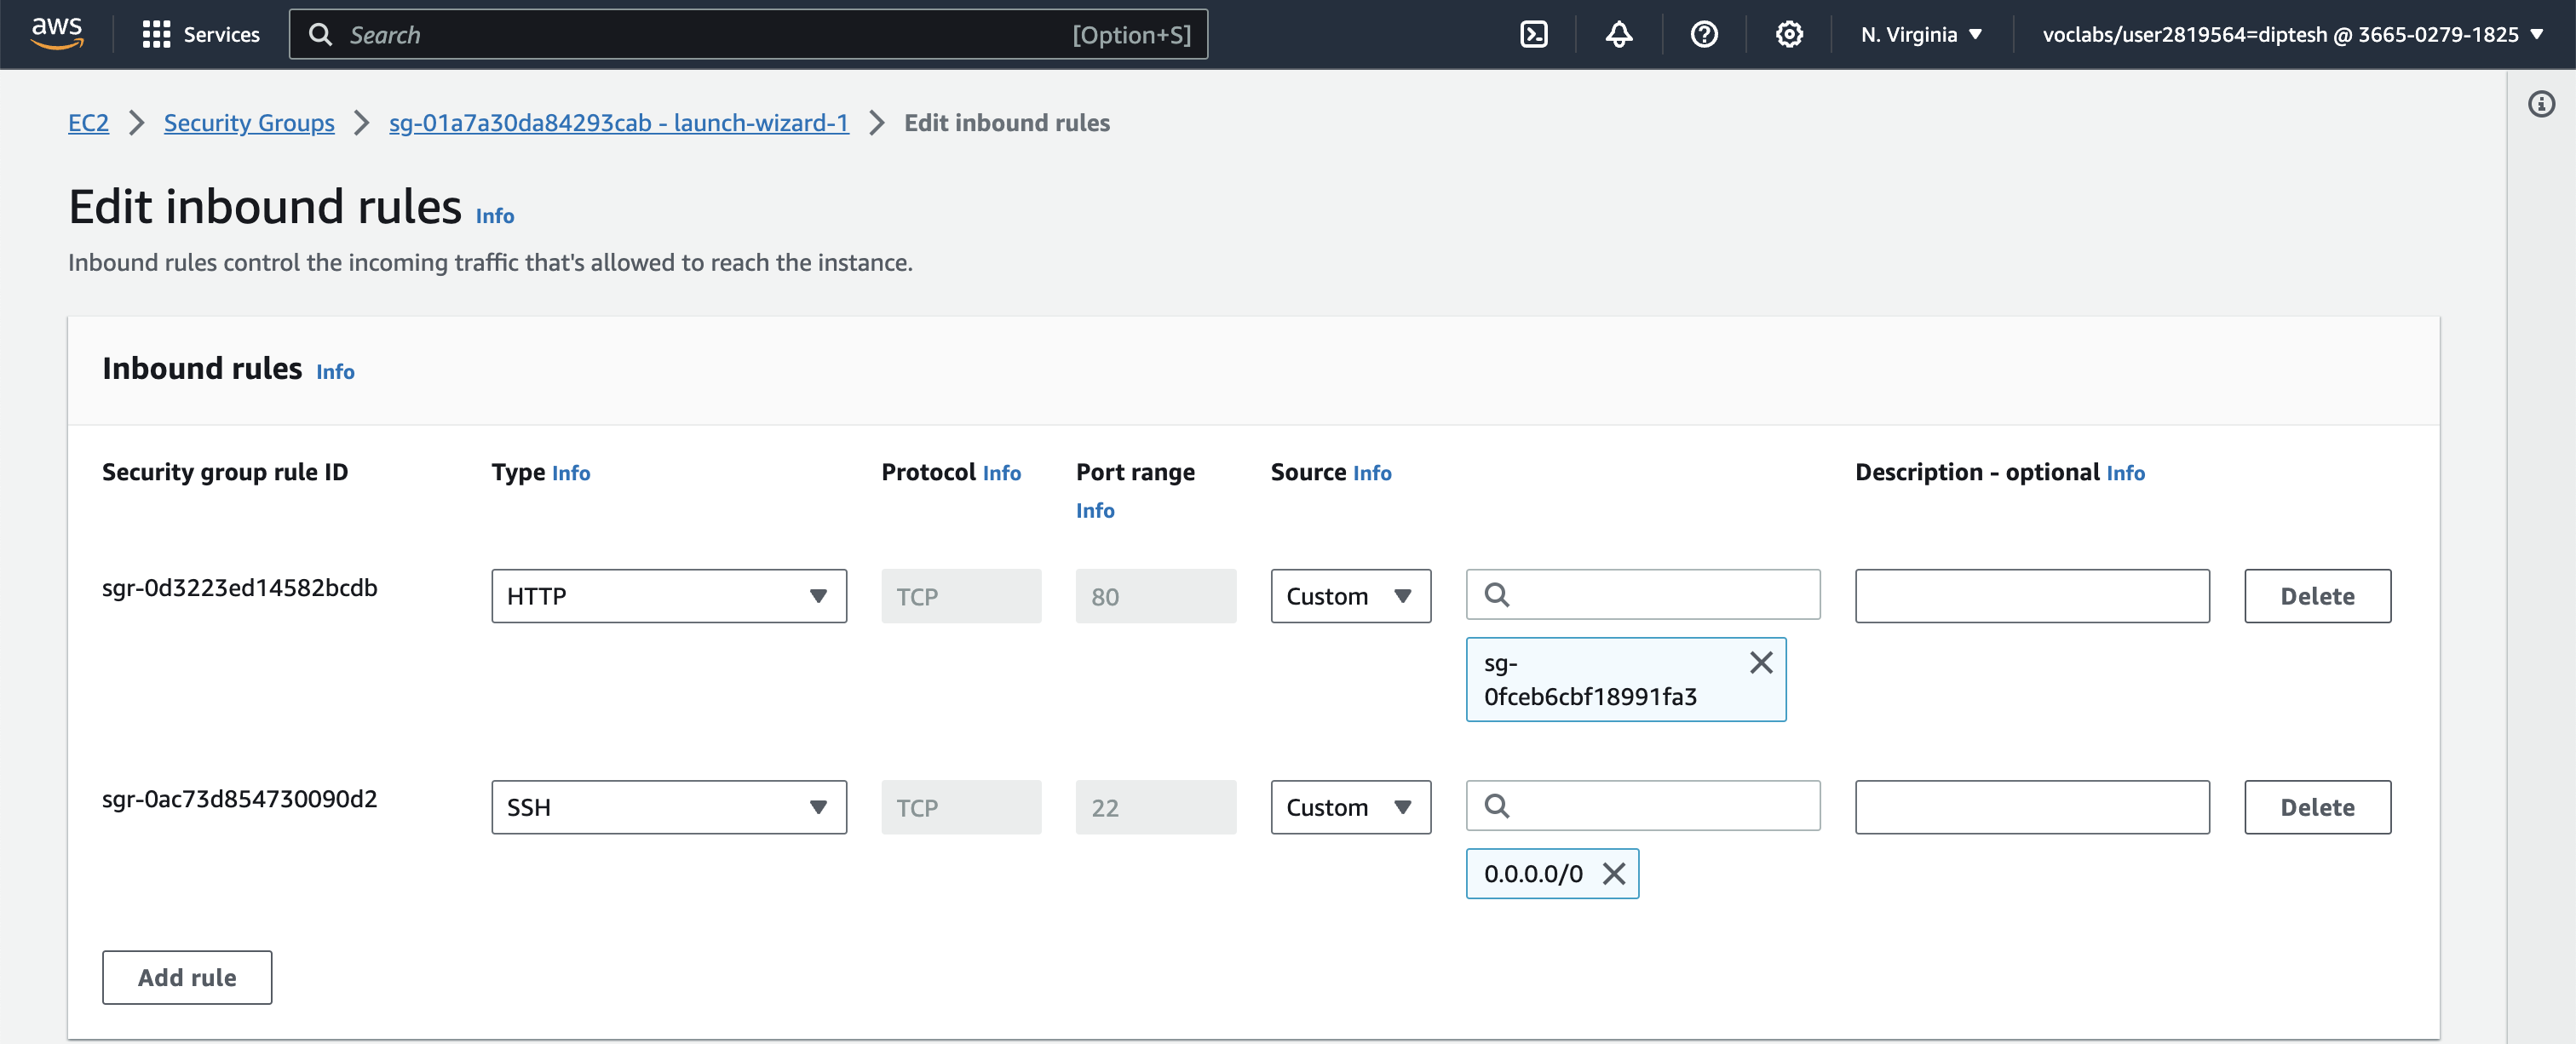 aws
Services
Search
[Option+S]
N. Virginia
voclabs/user2819564=diptesh @ 3665-0279-1825
EC2
Security Groups
sg-01a7a30da84293cab - launch-wizard-1
Edit inbound rules
Edit inbound rules Info
Inbound rules control the incoming traffic that's allowed to reach the instance.
Inbound rules Info
Security group rule ID
Type Info
Protocol Info
Port range
Info
Source Info
Description - optional Info
sgr-0d3223ed14582bcdb
HTTP
TCP
80
Custom
sg-
0fceb6cbf18991fa3
Delete
sgr-0ac73d854730090d2
SSH
TCP
22
Custom
0.0.0.0/0
Delete
Add rule